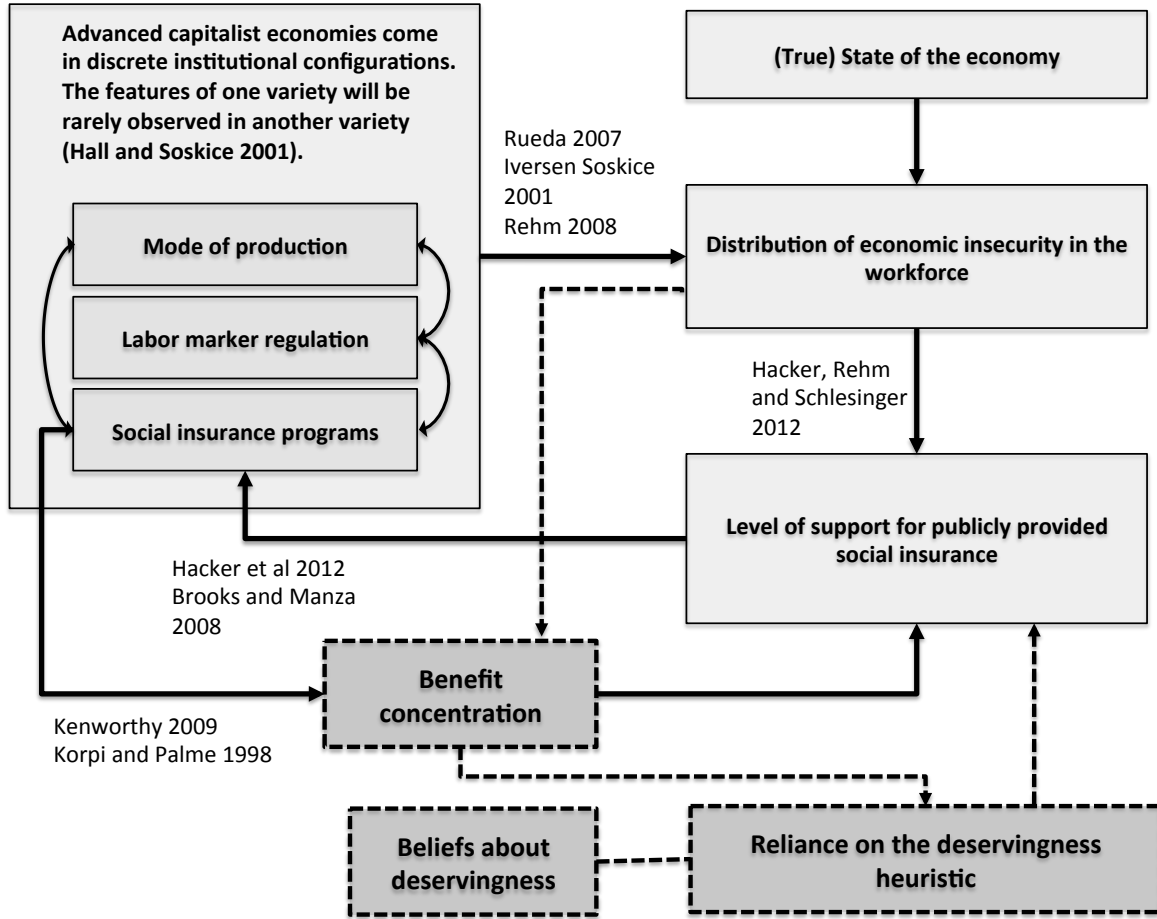 Advanced capitalist economies come
in discrete institutional configurations.
The features of one variety will be
rarely observed in another variety
(Hall and Soskice 2001).
(True) State of the economy
Rueda 2007
Iversen Soskice
2001
Rehm 2008
Mode of production
Distribution of economic insecurity in the
workforce
Labor marker regulation
Hacker, Rehm
and Schlesinger
2012
Social insurance programs
Level of support for publicly provided
social insurance
Hacker et al 2012
Brooks and Manza
2008
Benefit
concentration
Kenworthy 2009
Korpi and Palme 1998
Beliefs about
deservingness
Reliance on the deservingness
heuristic